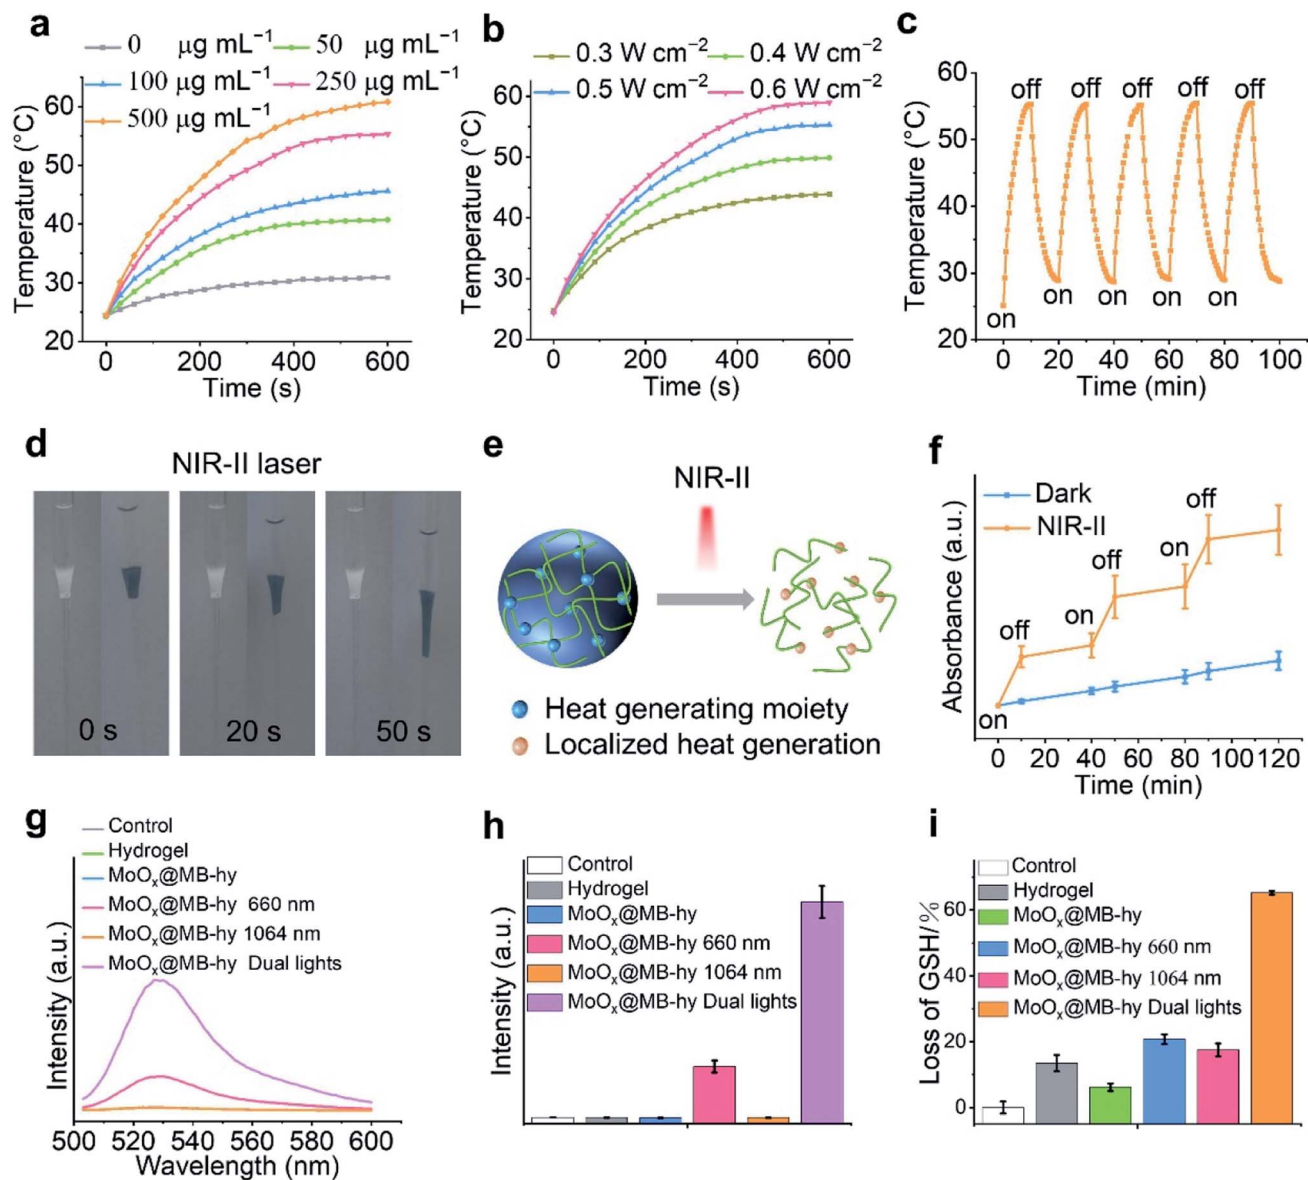 a
0 μg mL⁻¹ 50 μg mL⁻¹
100 μg mL⁻¹ 250 μg mL⁻¹
500 μg mL⁻¹
Temperature (°C)
60
50
40
30
20
0 200 400 600
Time (s)
b
0.3 W cm⁻² 0.4 W cm⁻²
0.5 W cm⁻² 0.6 W cm⁻²
Temperature (°C)
60
50
40
30
20
0 200 400 600
Time (s)
c
Temperature (°C)
60
50
40
30
20
off off off off off
on on on on on
0 20 40 60 80 100
Time (min)
d
NIR-II laser
0 s 20 s 50 s
e
NIR-II
Heat generating moiety
Localized heat generation
f
Dark
NIR-II
Absorbance (a.u.)
off
on
off
on
off
on
0 20 40 60 80 100 120
Time (min)
g
Control
Hydrogel
MoOₓ@MB-hy
MoOₓ@MB-hy 660 nm
MoOₓ@MB-hy 1064 nm
MoOₓ@MB-hy Dual lights
Intensity (a.u.)
500 520 540 560 580 600
Wavelength (nm)
h
Control
Hydrogel
MoOₓ@MB-hy
MoOₓ@MB-hy 660 nm
MoOₓ@MB-hy 1064 nm
MoOₓ@MB-hy Dual lights
Intensity (a.u.)
i
Control
Hydrogel
MoOₓ@MB-hy
MoOₓ@MB-hy 660 nm
MoOₓ@MB-hy 1064 nm
MoOₓ@MB-hy Dual lights
Loss of GSH/%
60
40
20
0